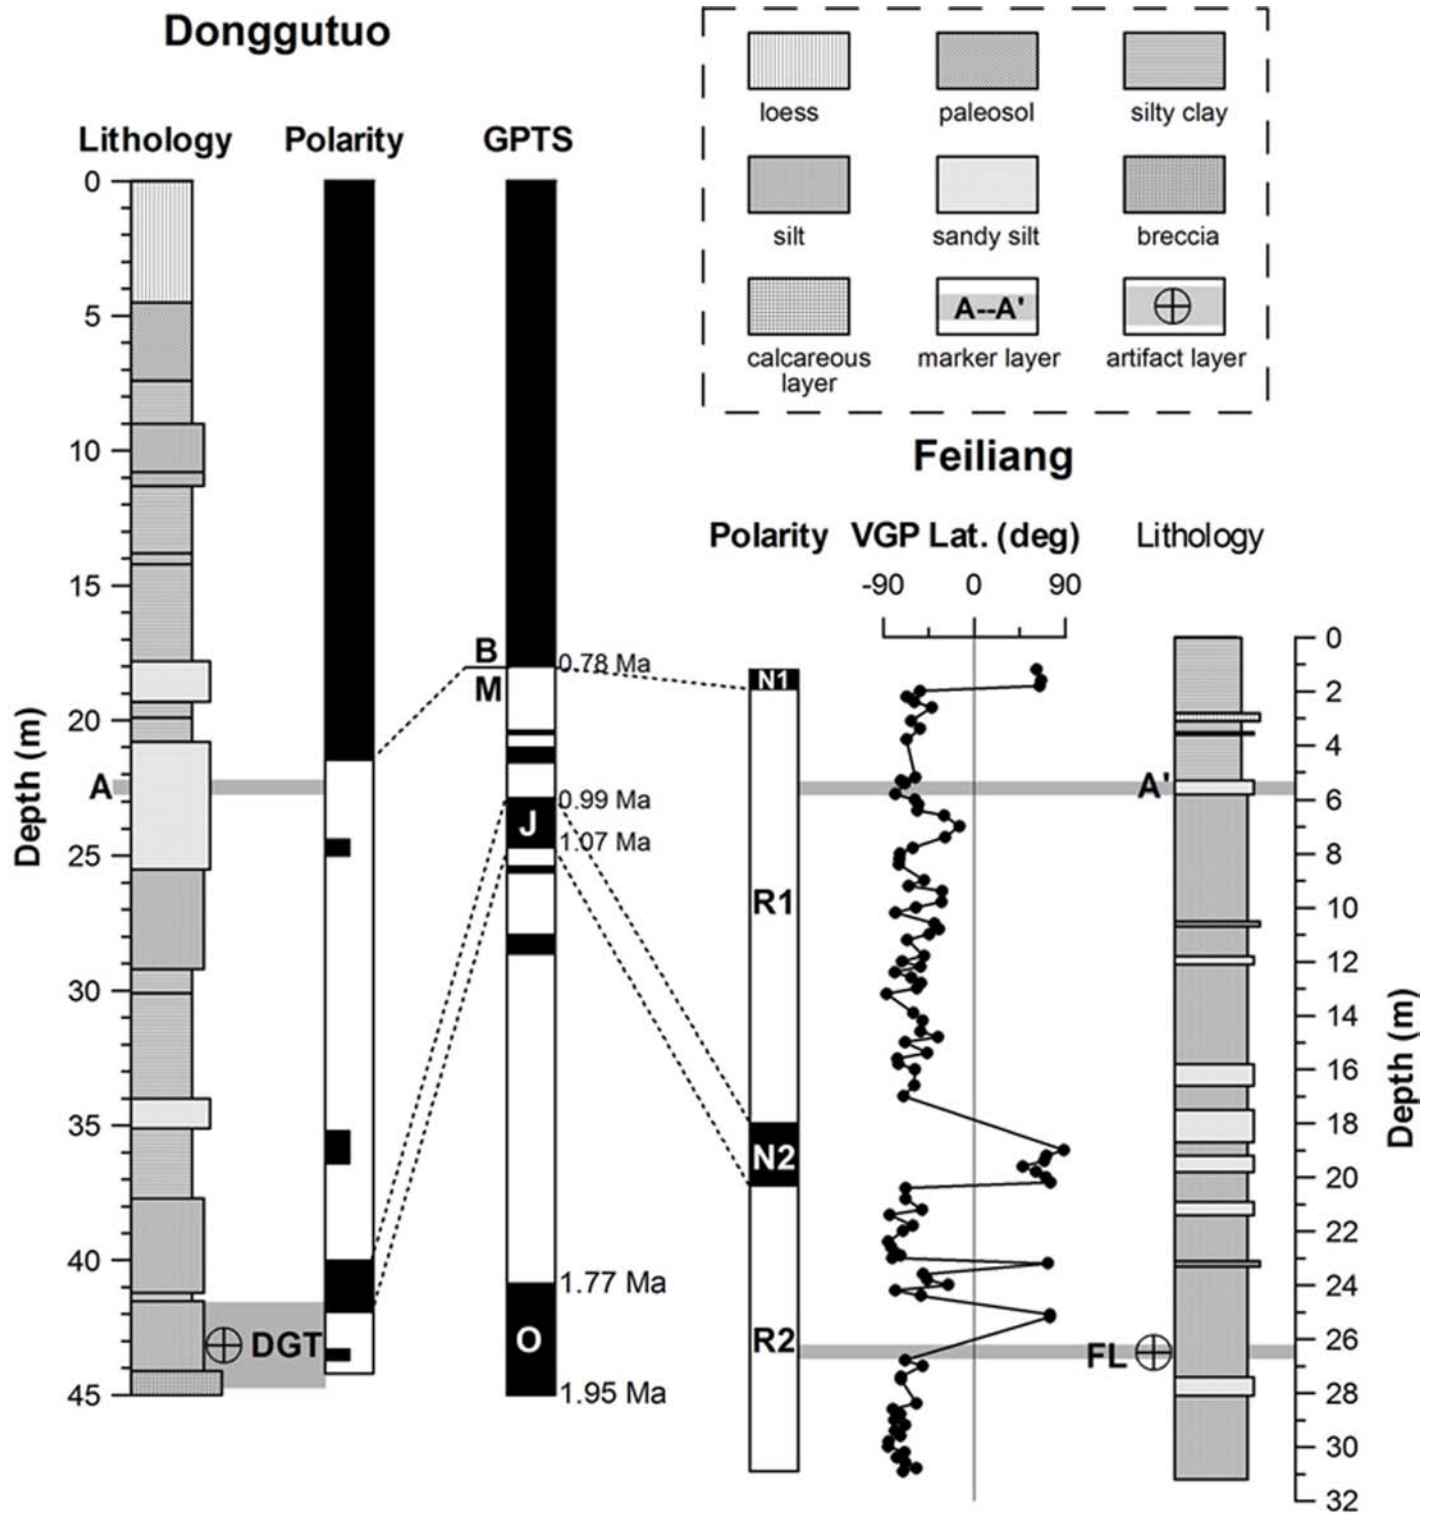 Donggutuo
Lithology
Polarity
GPTS
loess
paleosol
silty clay
silt
sandy silt
breccia
A--A'
calcareous
layer
marker layer
artifact layer
Feiliang
Polarity
VGP Lat. (deg)
Lithology
-90
0
90
Depth (m)
0
5
10
15
20
25
30
35
40
45
A
DGT
B
M
0.78 Ma
0.99 Ma
J
1.07 Ma
1.77 Ma
O
1.95 Ma
N1
R1
N2
R2
A'
FL
0
2
4
6
8
10
12
14
16
18
20
22
24
26
28
30
32
Depth (m)